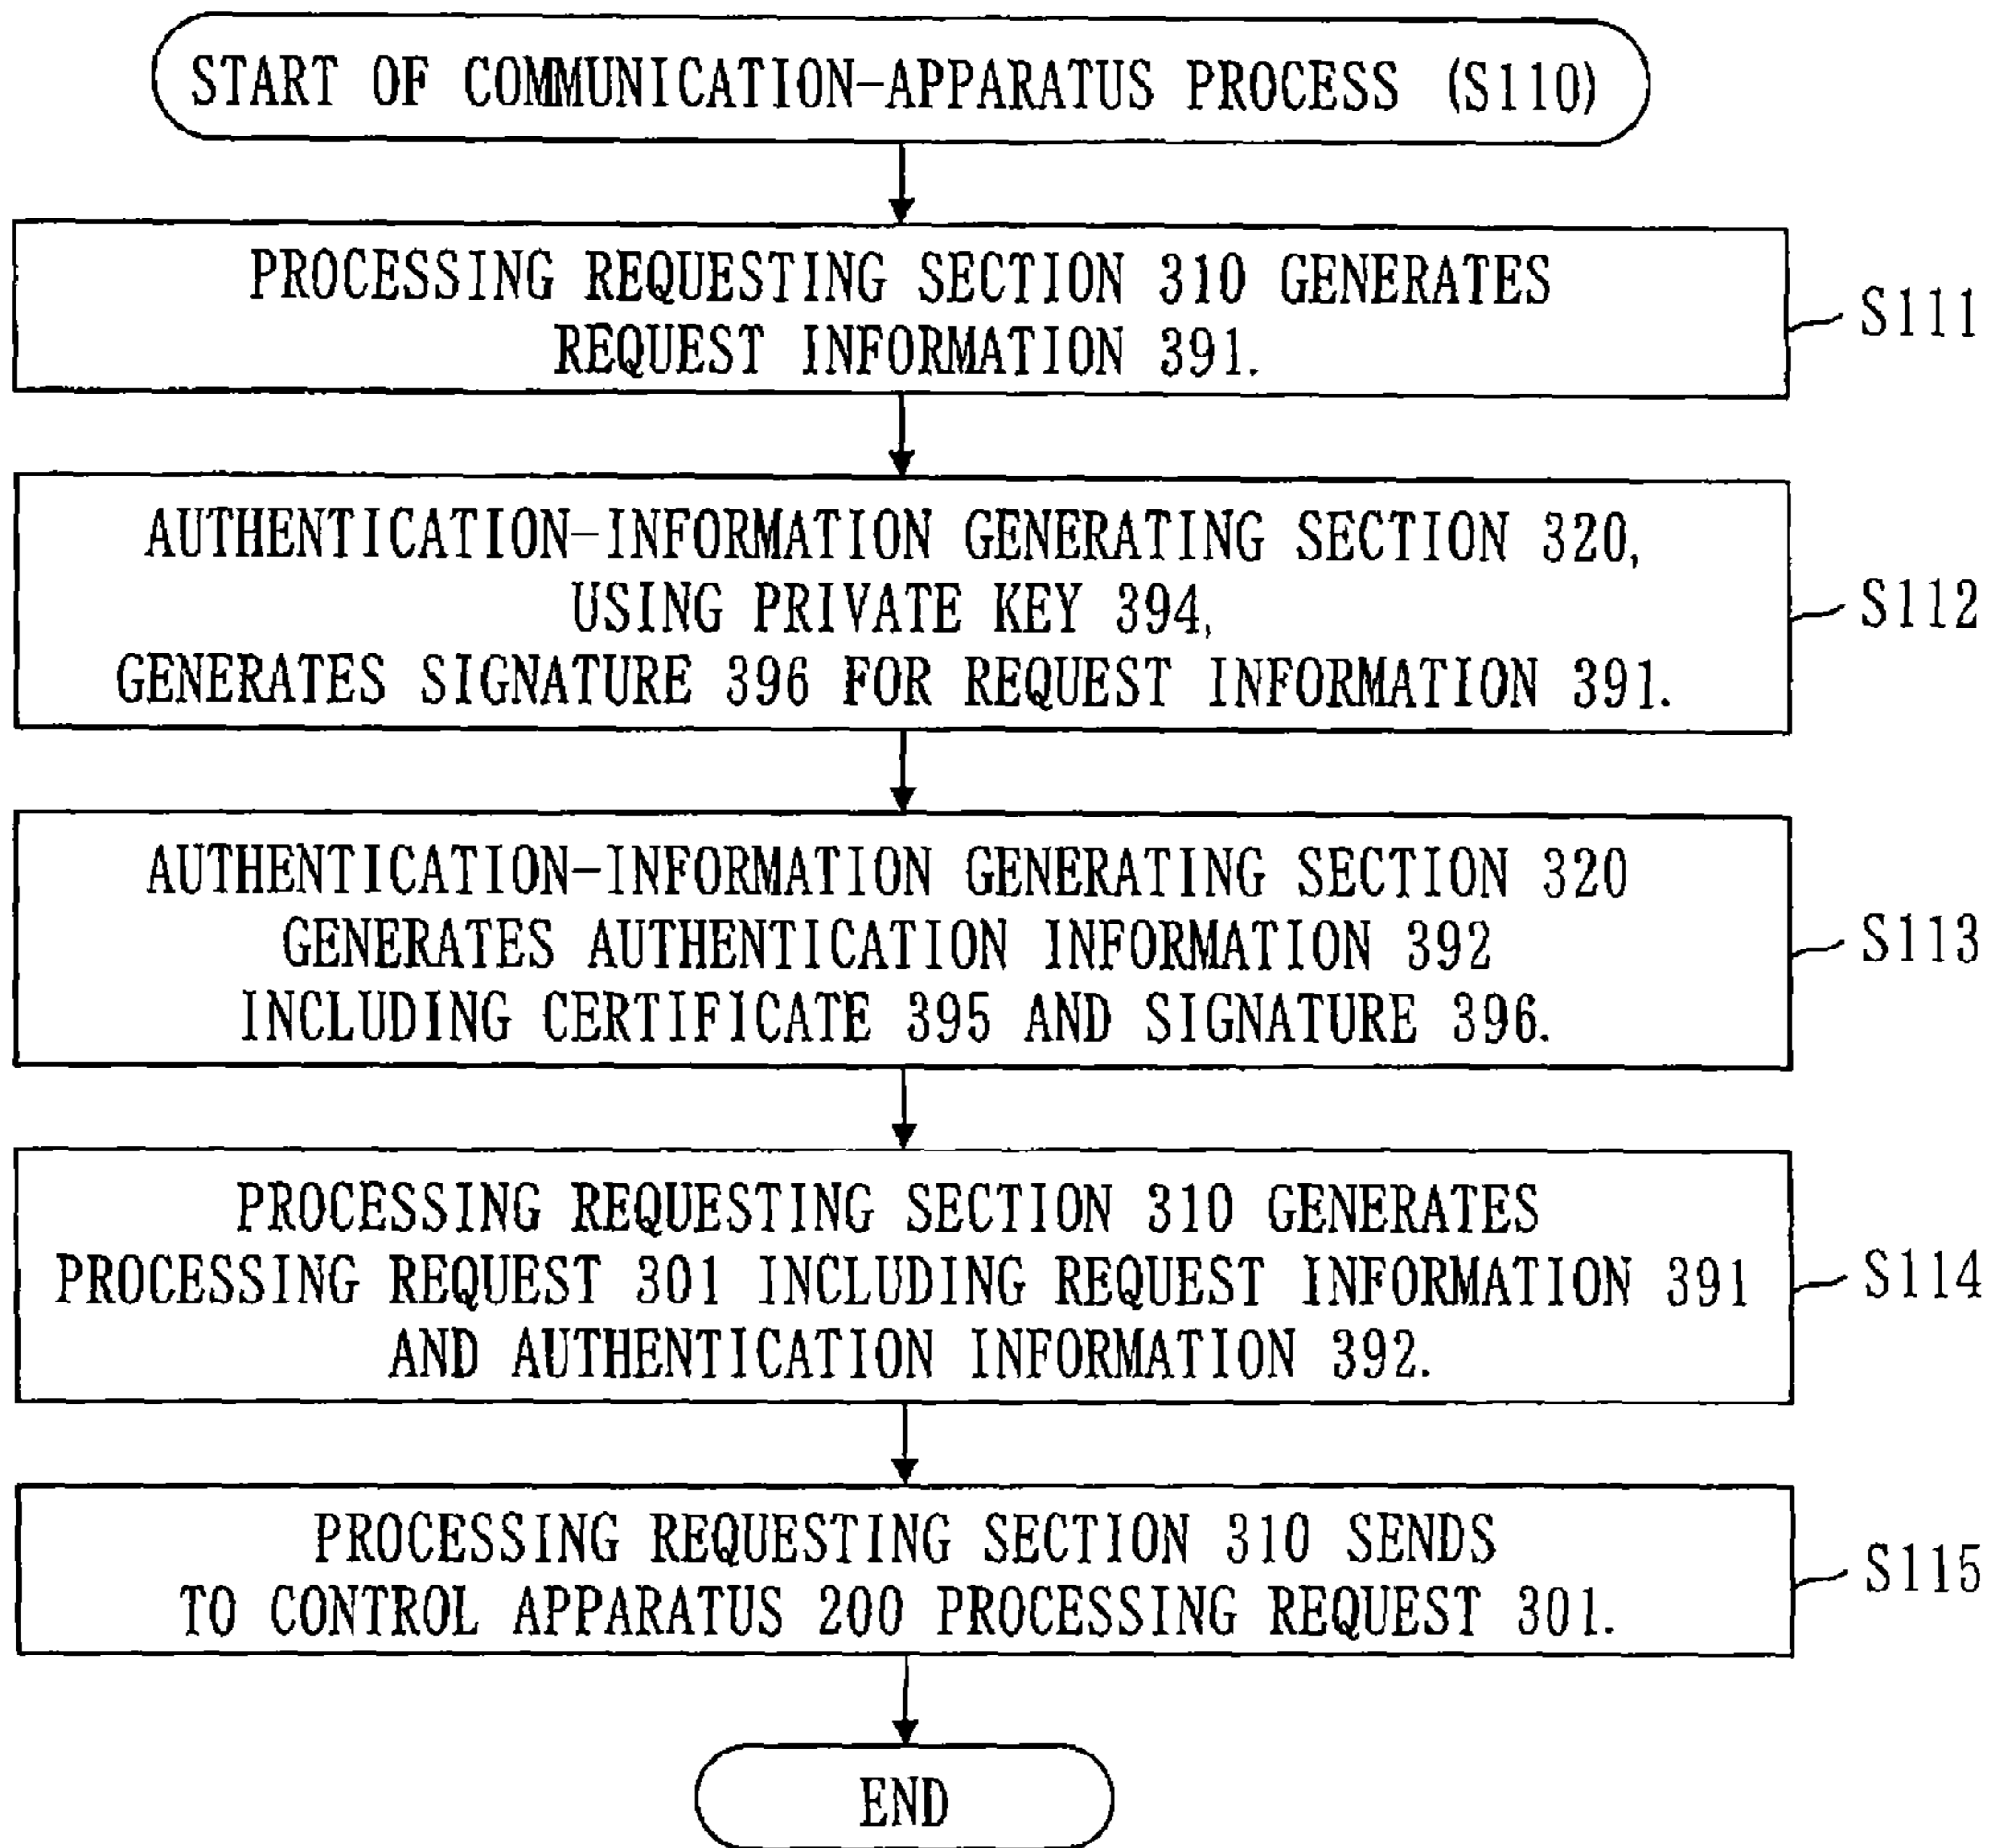 START OF COMMUNICATION-APPARATUS PROCESS (S110)
PROCESSING REQUESTING SECTION 310 GENERATES
REQUEST INFORMATION 391.
S111
AUTHENTICATION-INFORMATION GENERATING SECTION 320,
USING PRIVATE KEY 394,
GENERATES SIGNATURE 396 FOR REQUEST INFORMATION 391.
S112
AUTHENTICATION-INFORMATION GENERATING SECTION 320
GENERATES AUTHENTICATION INFORMATION 392
INCLUDING CERTIFICATE 395 AND SIGNATURE 396.
S113
PROCESSING REQUESTING SECTION 310 GENERATES
PROCESSING REQUEST 301 INCLUDING REQUEST INFORMATION 391
AND AUTHENTICATION INFORMATION 392.
S114
PROCESSING REQUESTING SECTION 310 SENDS
TO CONTROL APPARATUS 200 PROCESSING REQUEST 301.
S115
END